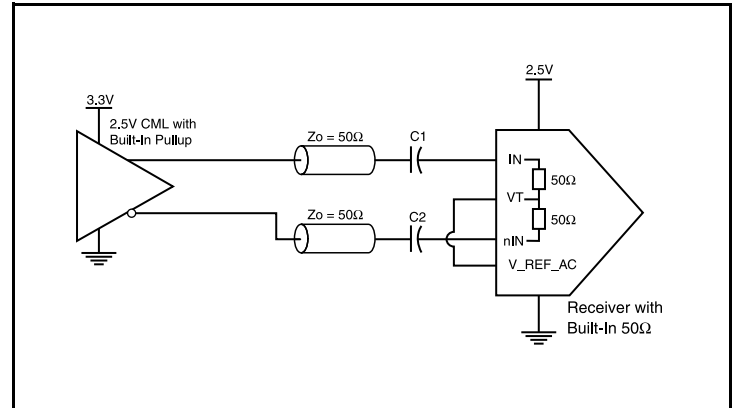 2.5V
3.3V
2.5V CML with
Built-In Pullup
Zo = 50Ω
C1
IN
50Ω
VT
Zo = 50Ω
C2
50Ω
nIN
V_REF_AC
Receiver with
Built-In 50Ω